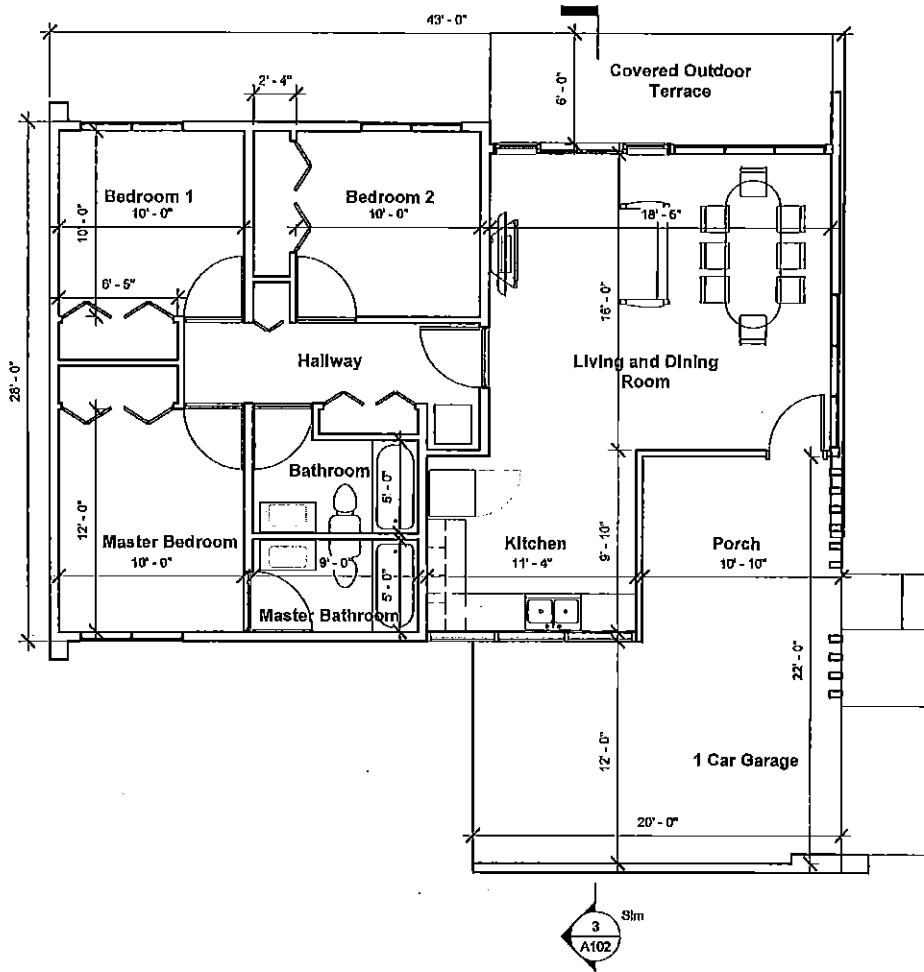 43' - 0"
2' - 4"
6' - 0"
Covered Outdoor
Terrace
Bedroom 1
10' - 0"
10' - 0"
Bedroom 2
10' - 0"
18' - 6"
6' - 5"
16' - 0"
28' - 0"
Hallway
Living and Dining
Room
Bathroom
5' - 0"
12' - 0"
Master Bedroom
10' - 0"
9' - 0"
5' - 0"
Master Bathroom
Kitchen
11' - 4"
9' - 10"
Porch
10' - 10"
22' - 0"
12' - 0"
1 Car Garage
20' - 0"
3
A102
Sim